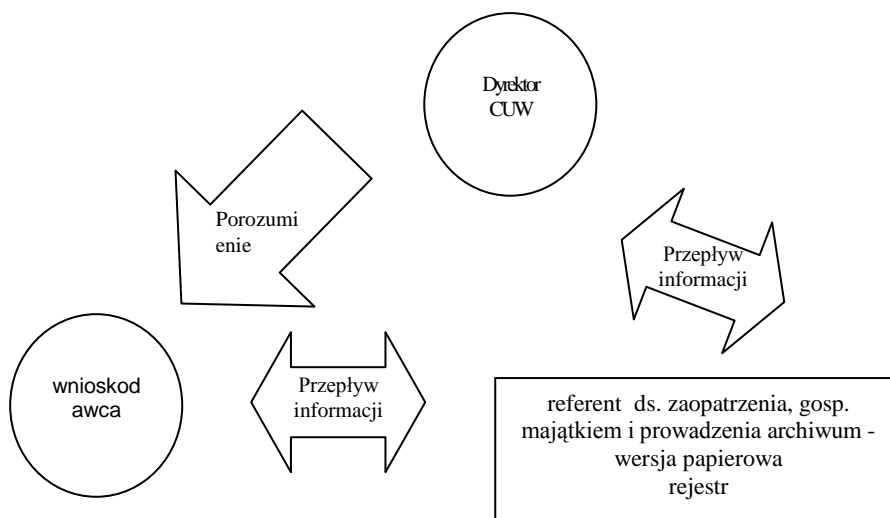 Dyrektor
CUW
Porozumi
enie
Przepływ
informacji
wnioskod
awca
Przepływ
informacji
referent ds. zaopatrzenia, gosp.
majątkiem i prowadzenia archiwum -
wersja papierowa
rejestr